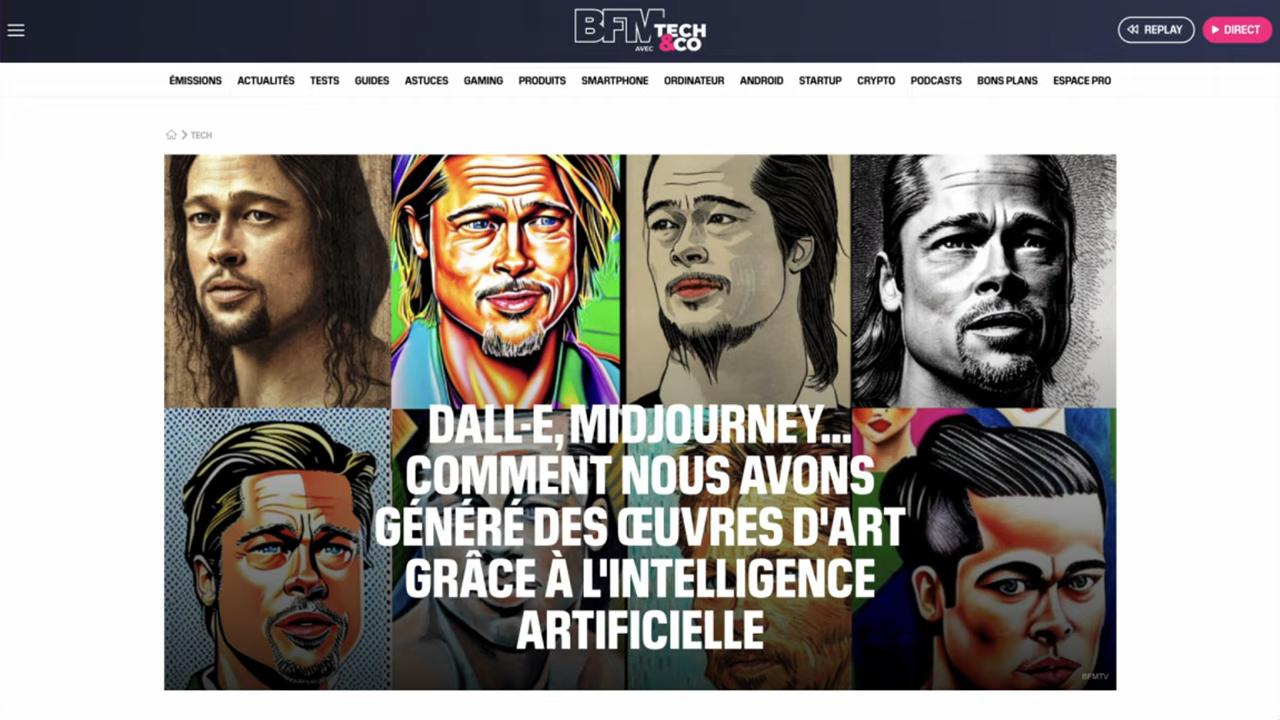 BFM TECH
AVEC &CO
REPLAY
DIRECT
ÉMISSIONS ACTUALITÉS TESTS GUIDES ASTUCES GAMING PRODUITS SMARTPHONE ORDINATEUR ANDROID STARTUP CRYPTO PODCASTS BONS PLANS ESPACE PRO
TECH
DALL-E, MIDJOURNEY...
COMMENT NOUS AVONS
GÉNÉRÉ DES ŒUVRES D'ART
GRÂCE À L'INTELLIGENCE
ARTIFICIELLE
BFMTV